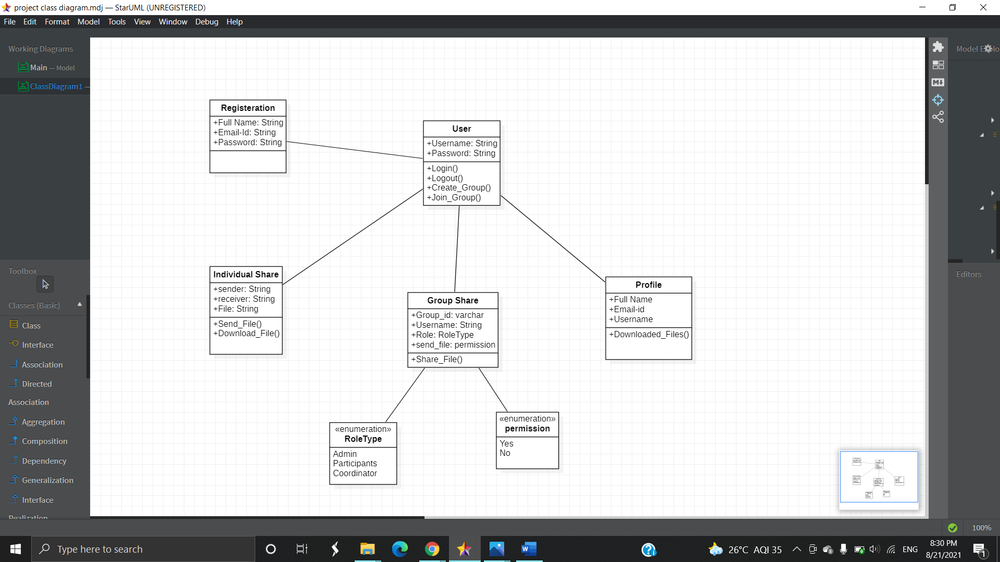 project class diagram.mdj — StarUML (UNREGISTERED)
File Edit Format Model Tools View Window Debug Help
Working Diagrams
Main — Model
ClassDiagram1 —
Toolbox
Classes (Basic)
Class
Interface
Association
Directed
Association
Aggregation
Composition
Dependency
Generalization
Interface
Realization
Registeration
+Full Name: String
+Email-Id: String
+Password: String
User
+Username: String
+Password: String
+Login()
+Logout()
+Create_Group()
+Join_Group()
Individual Share
+sender: String
+receiver: String
+File: String
+Send_File()
+Download_File()
Group Share
+Group_id: varchar
+Username: String
+Role: RoleType
+send_file: permission
+Share_File()
Profile
+Full Name
+Email-id
+Username
+Downloaded_Files()
«enumeration»
RoleType
Admin
Participants
Coordinator
«enumeration»
permission
Yes
No
M
Model Explo
Editors
100%
Type here to search
W
26°C AQI 35
ENG
8:30 PM
8/21/2021
1